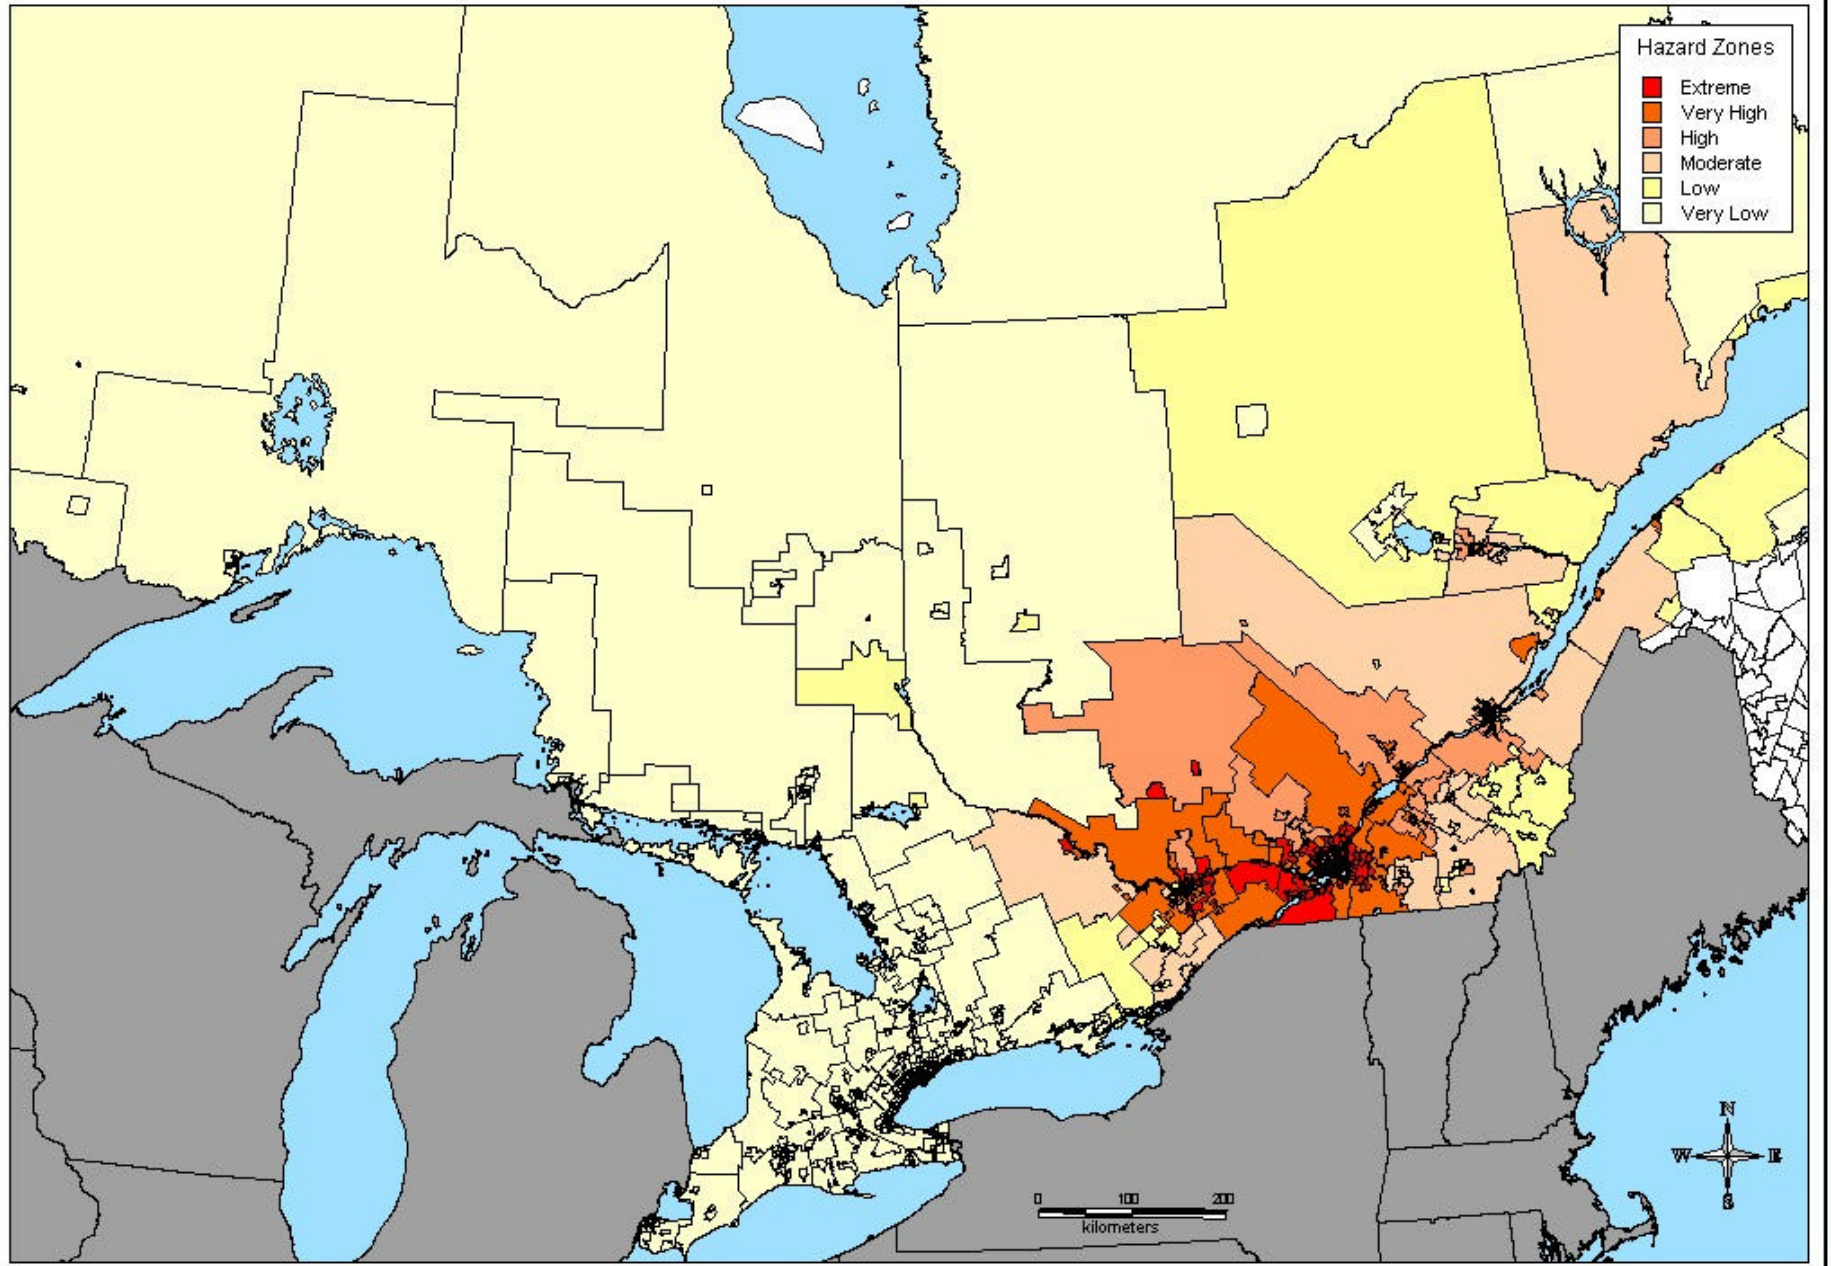 Hazard Zones
Extreme
Very High
High
Moderate
Low
Very Low
N
W E
S
0 100 200
kilometers